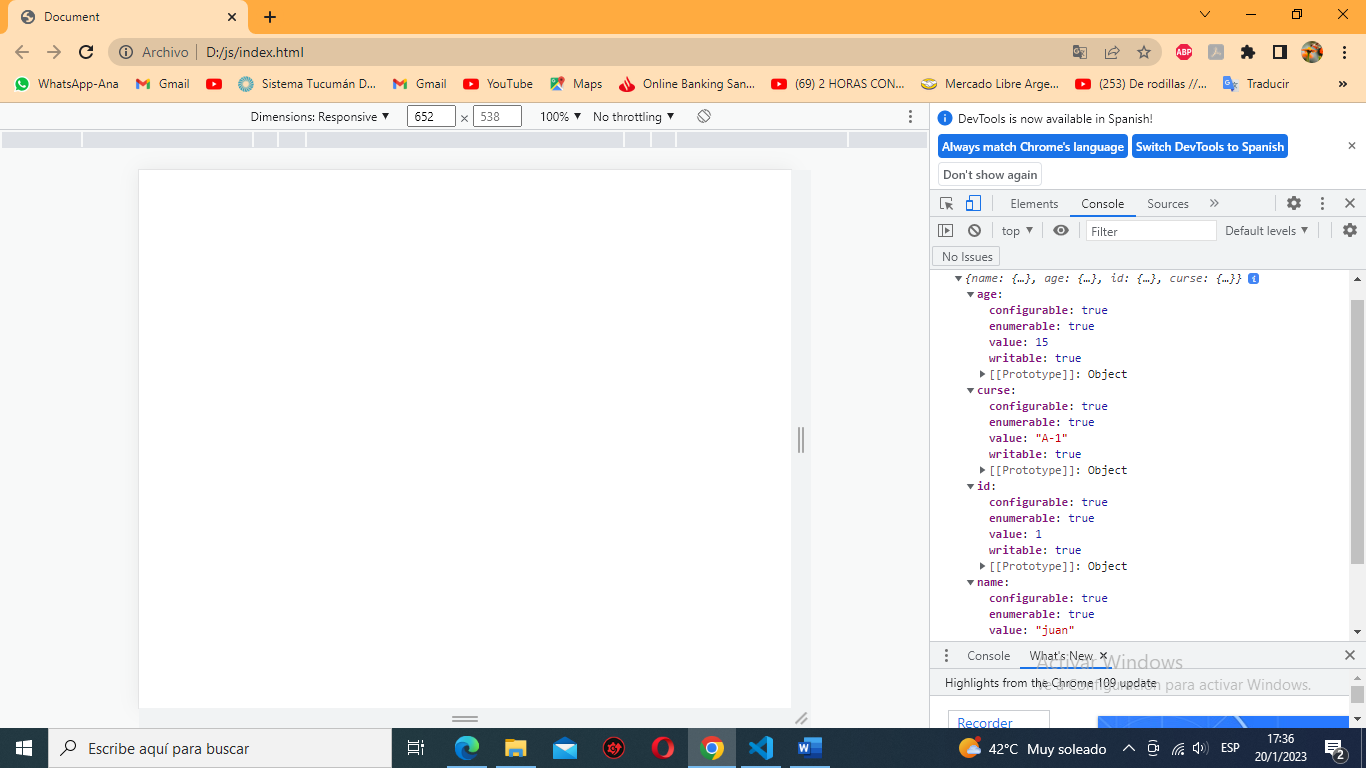 Document
Archivo D:/js/index.html
ABP
WhatsApp-Ana Gmail Sistema Tucumán D... Gmail YouTube Maps Online Banking San... (69) 2 HORAS CON... Mercado Libre Arge... (253) De rodillas //... Traducir »
Dimensions: Responsive ▼ 652 × 538 100% ▼ No throttling ▼
DevTools is now available in Spanish!
Always match Chrome's language Switch DevTools to Spanish
Don't show again
Elements Console Sources »
top ▼ Filter Default levels ▼
No Issues
▼{name: {…}, age: {…}, id: {…}, curse: {…}} i
▼age:
configurable: true
enumerable: true
value: 15
writable: true
▶[[Prototype]]: Object
▼curse:
configurable: true
enumerable: true
value: "A-1"
writable: true
▶[[Prototype]]: Object
▼id:
configurable: true
enumerable: true
value: 1
writable: true
▶[[Prototype]]: Object
▼name:
configurable: true
enumerable: true
value: "juan"
Console What's New ×
Activar Windows
Highlights from the Chrome 109 update
Ve a Configuración para activar Windows.
Recorder
Escribe aquí para buscar
42°C Muy soleado ESP 17:36
20/1/2023
2